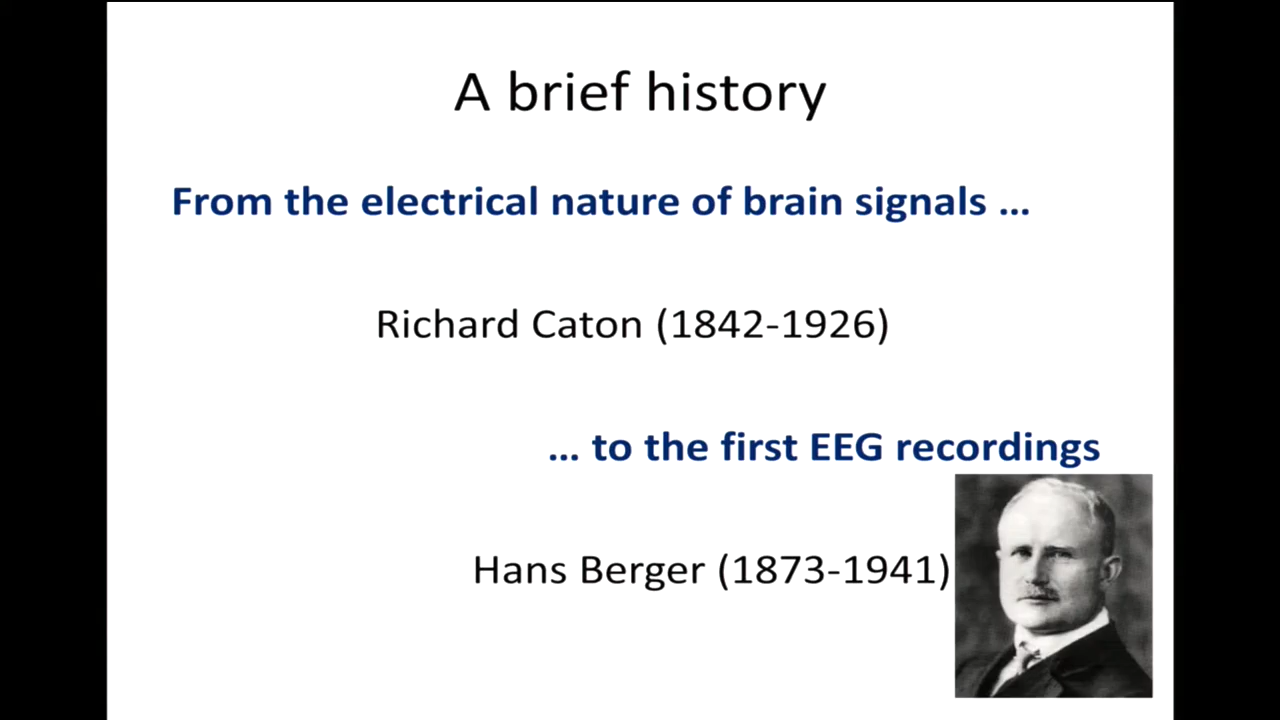 A brief history
From the electrical nature of brain signals ...
Richard Caton (1842-1926)
... to the first EEG recordings
Hans Berger (1873-1941)